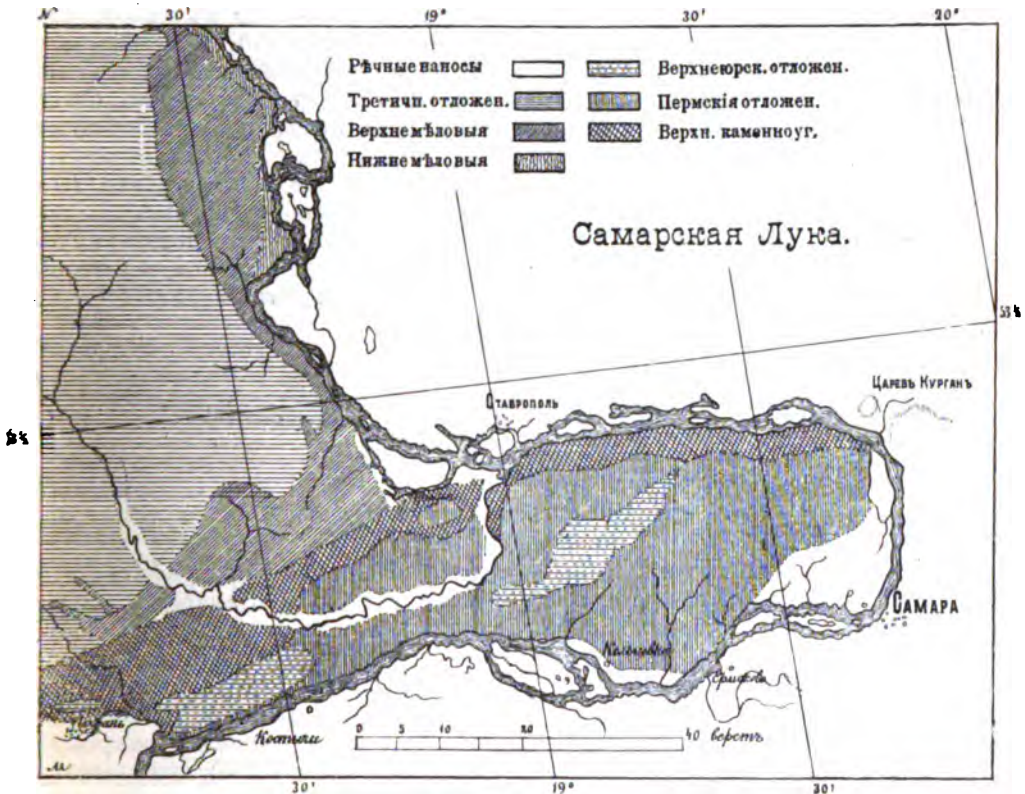 30' 19° 30' 20°
Рѣчные наносы
Третичн. отложен.
Верхнемѣловыя
Нижнемѣловыя
Верхнеюрск. отложен.
Пермскія отложен.
Верхн. каменноуг.
Самарская Лука.
Царевъ Курганъ
Ставрополь
Самара
Костычи
0 5 10 20 40 верстъ
30' 19° 30'